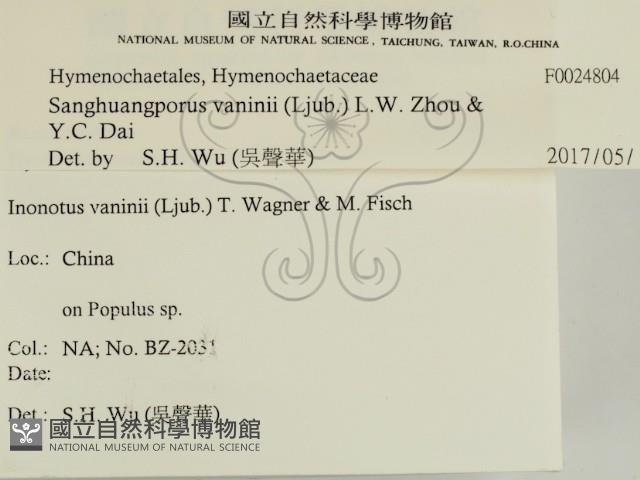 國立自然科學博物館
NATIONAL MUSEUM OF NATURAL SCIENCE, TAICHUNG, TAIWAN, R.O.CHINA
Hymenochaetales, Hymenochaetaceae F0024804
Sanghuangporus vaninii (Ljub.) L.W. Zhou &
Y.C. Dai
Det. by S.H. Wu (吳聲華) 2017/05/
Inonotus vaninii (Ljub.) T. Wagner & M. Fisch
Loc.: China
on Populus sp.
Col.: NA; No. BZ-2031
Date:
Det.: S.H. Wu (吳聲華)
國立自然科學博物館
NATIONAL MUSEUM OF NATURAL SCIENCE